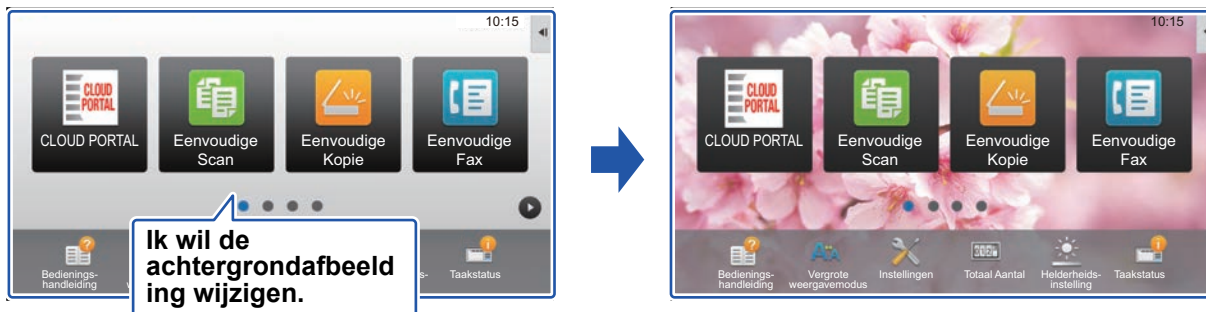 10:15
CLOUD
PORTAL
CLOUD PORTAL
Eenvoudige
Scan
Eenvoudige
Kopie
Eenvoudige
Fax
Ik wil de
achtergrondafbeeld
ing wijzigen.
Bedienings-
handleiding
Taakstatus
10:15
CLOUD
PORTAL
CLOUD PORTAL
Eenvoudige
Scan
Eenvoudige
Kopie
Eenvoudige
Fax
Bedienings-
handleiding
Vergrote
weergavemodus
Instellingen
Totaal Aantal
Helderheids-
instelling
Taakstatus